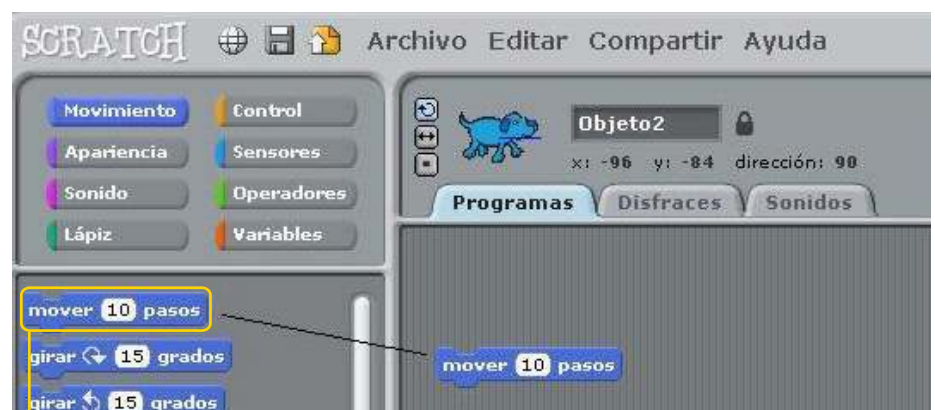 SCRATCH Archivo Editar Compartir Ayuda
Movimiento Control
Apariencia Sensores
Sonido Operadores
Lápiz Variables
Objeto2
x: -96 y: -84 dirección: 90
Programas Disfraces Sonidos
mover 10 pasos
girar 15 grados
girar 15 grados
mover 10 pasos